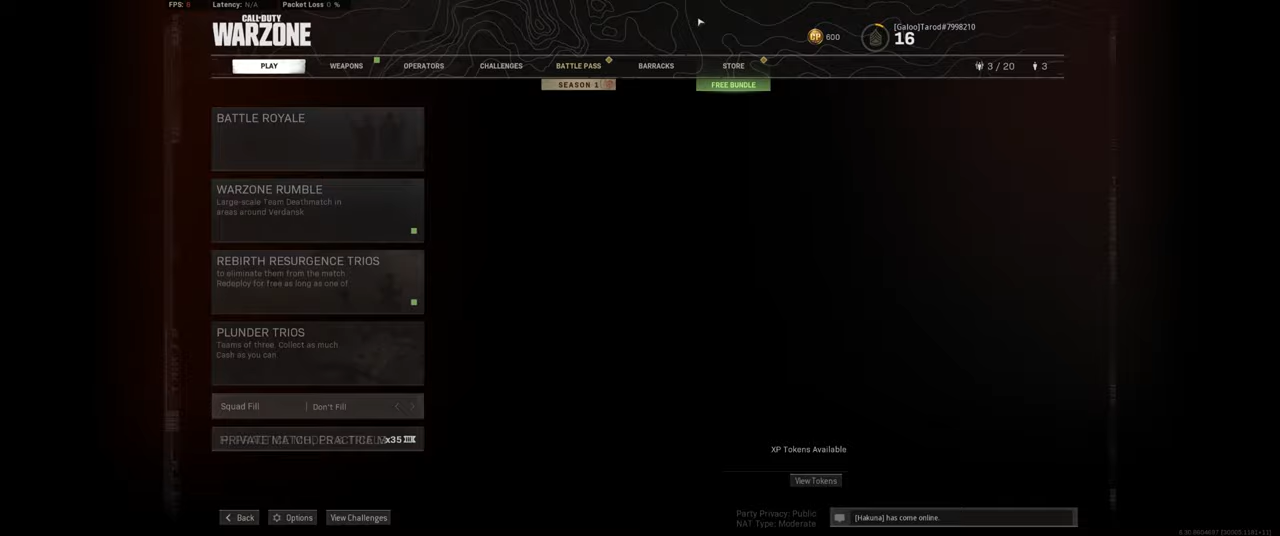 FPS: 8 Latency: N/A Packet Loss 0 %
CALL OF DUTY
WARZONE
600
[Galoo]Tarod#7998210
16
PLAY WEAPONS OPERATORS CHALLENGES BATTLE PASS BARRACKS STORE 3 / 20 3
SEASON 1 FREE BUNDLE
BATTLE ROYALE
WARZONE RUMBLE
Large-scale Team Deathmatch in
areas around Verdansk
REBIRTH RESURGENCE TRIOS
to eliminate them from the match.
Redeploy for free as long as one of
PLUNDER TRIOS
Teams of three. Collect as much
Cash as you can
Squad Fill Don't Fill
PRIVATE MATCH, PRACTICE x35
XP Tokens Available
View Tokens
Back Options View Challenges
Party Privacy: Public
NAT Type: Moderate
[Hakuna] has come online.